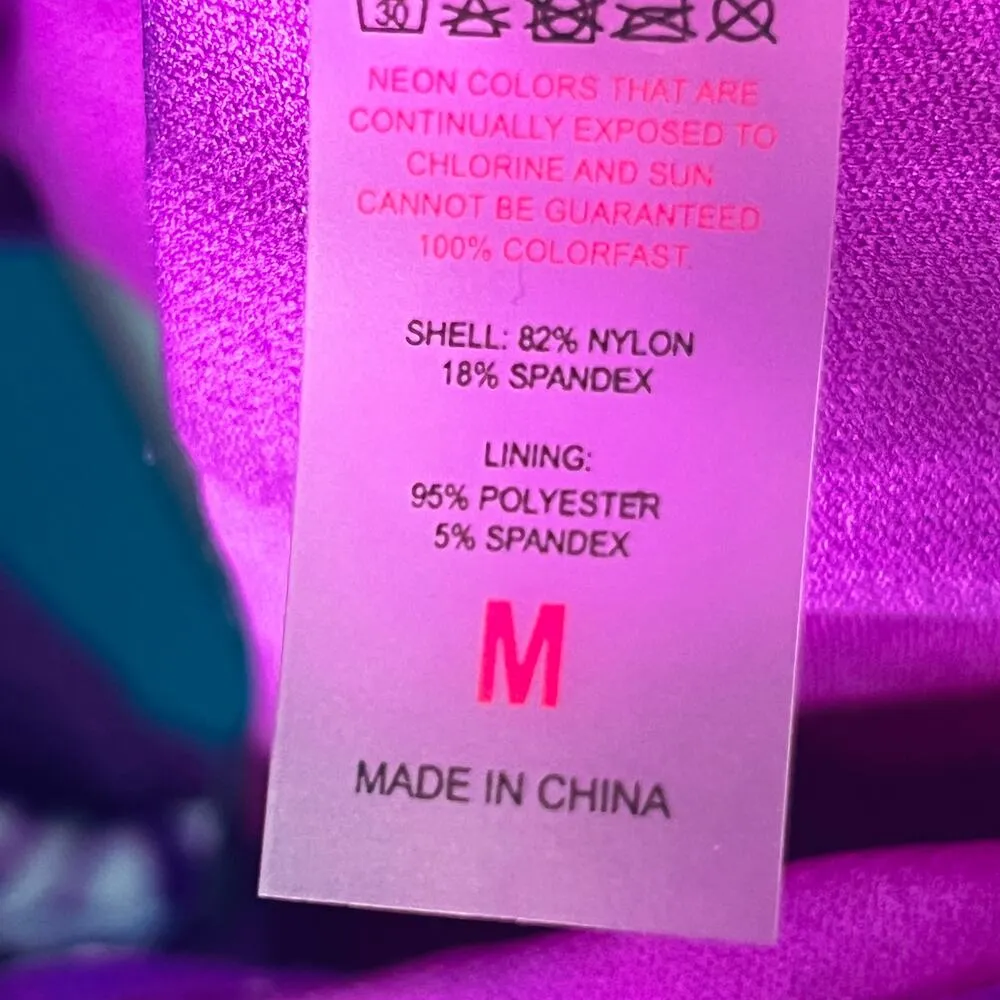 30
NEON COLORS THAT ARE
CONTINUALLY EXPOSED TO
CHLORINE AND SUN
CANNOT BE GUARANTEED
100% COLORFAST.
SHELL: 82% NYLON
18% SPANDEX
LINING:
95% POLYESTER
5% SPANDEX
M
MADE IN CHINA